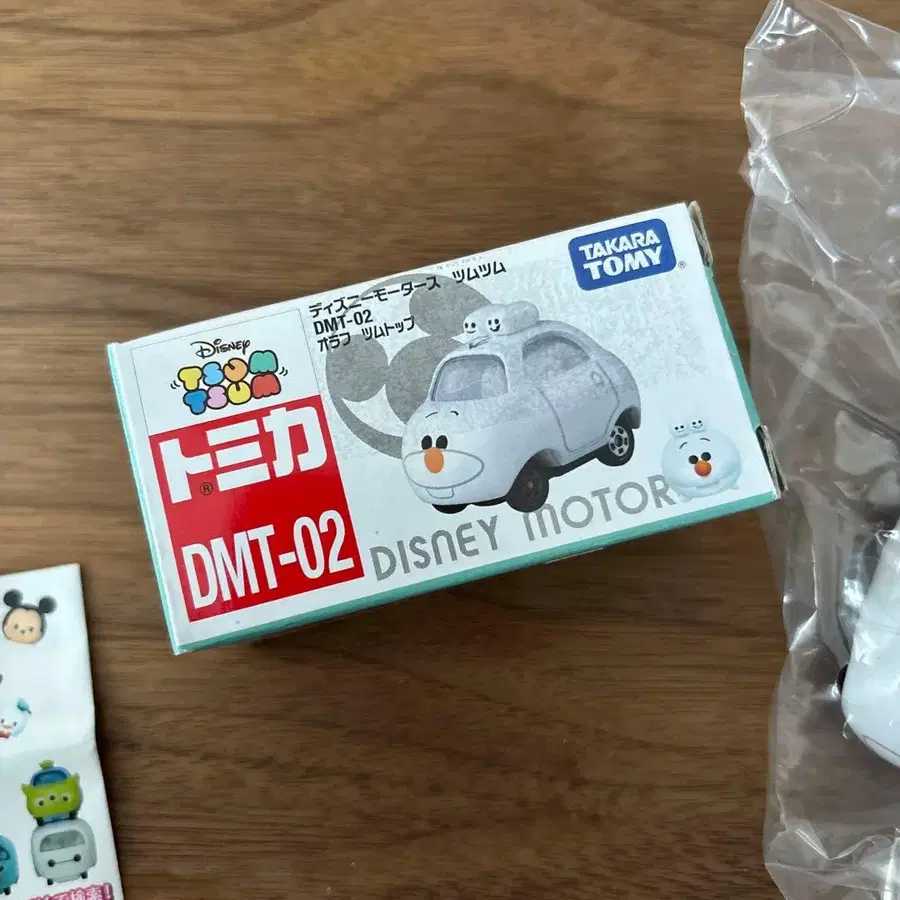 TAKARA
TOMY
®
ディズニーモータース ツムツム
DMT-02
オラフ ツムトップ
Disney
TSUM
TSUM
トミカ
®
DMT-02
DISNEY MOTOR